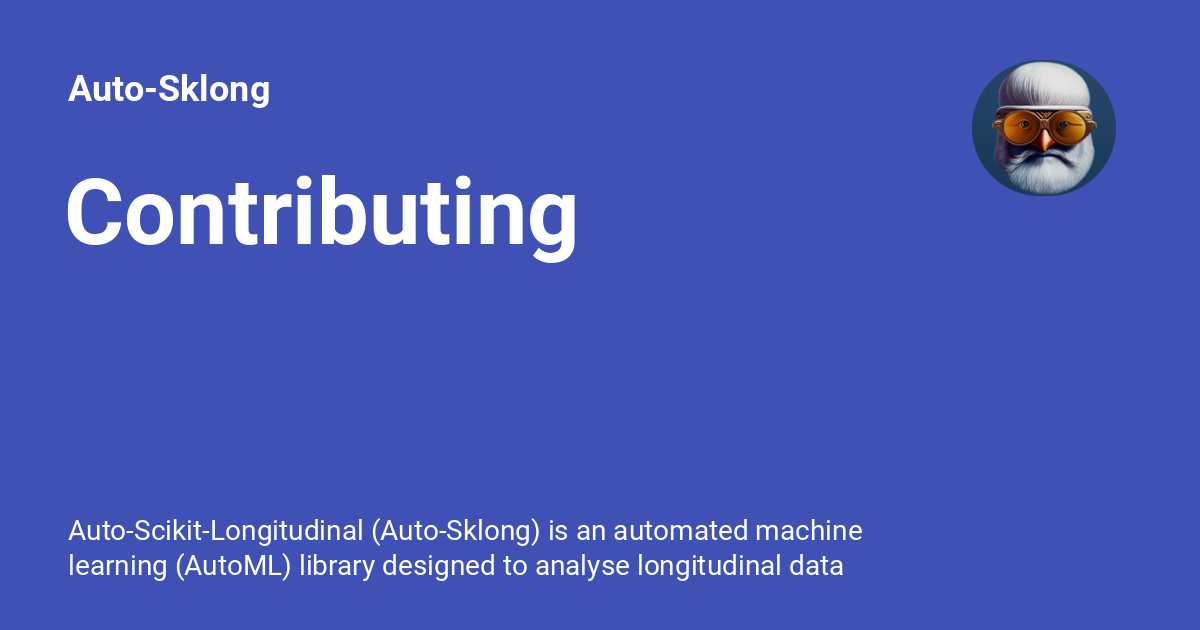 Auto-Sklong
Contributing
Auto-Scikit-Longitudinal (Auto-Sklong) is an automated machine
learning (AutoML) library designed to analyse longitudinal data